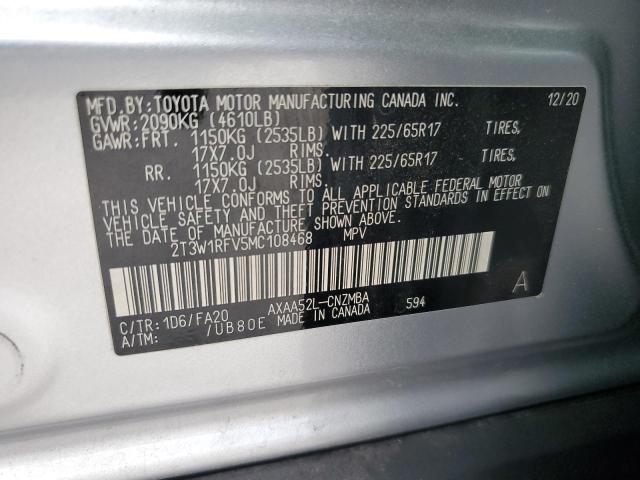 MFD.BY:TOYOTA MOTOR MANUFACTURING CANADA INC. 12/20
GVWR:2090KG (4610LB)
GAWR:FRT. 1150KG (2535LB) WITH 225/65R17 TIRES,
17X7.0J RIMS.
RR. 1150KG (2535LB) WITH 225/65R17 TIRES,
17X7.0J RIMS.
THIS VEHICLE CONFORMS TO ALL APPLICABLE FEDERAL MOTOR
VEHICLE SAFETY AND THEFT PREVENTION STANDARDS IN EFFECT ON
THE DATE OF MANUFACTURE SHOWN ABOVE.
2T3W1RFV5MC108468 MPV
A
AXAA52L-CNZMBA 594
C/TR:1D6/FA20 MADE IN CANADA
A/TM: /UB80E